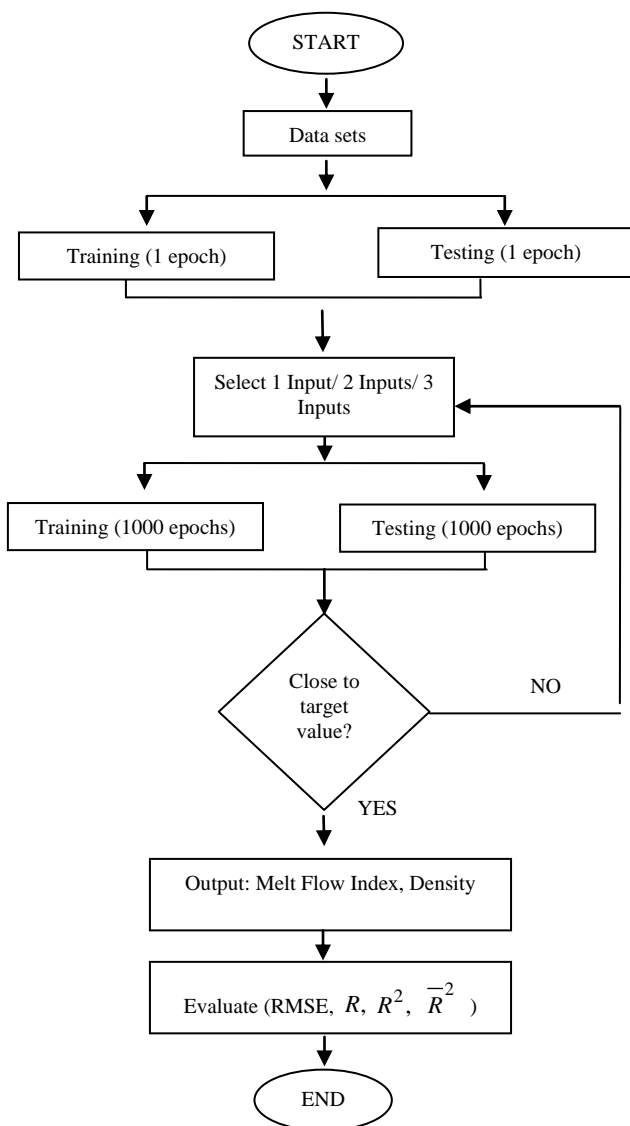 START
Data sets
Training (1 epoch)
Testing (1 epoch)
Select 1 Input/ 2 Inputs/ 3
Inputs
Training (1000 epochs)
Testing (1000 epochs)
Close to
target
value?
NO
YES
Output: Melt Flow Index, Density
Evaluate (RMSE, R, R², R̅² )
END